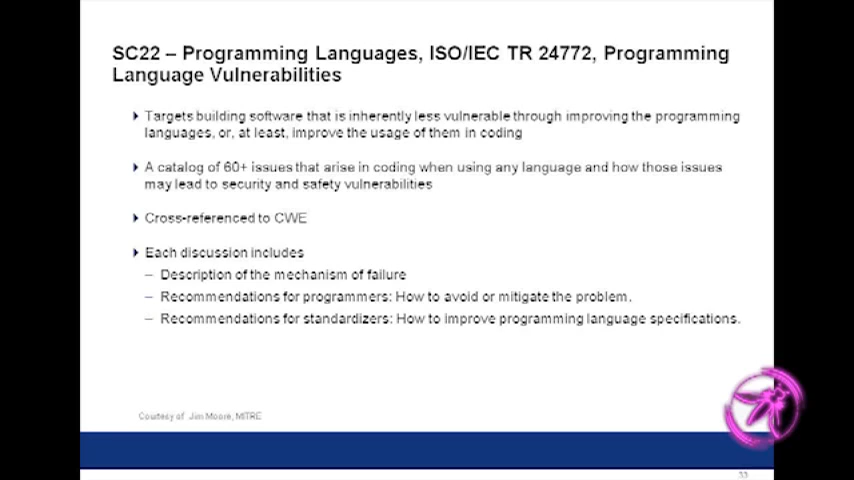 SC22 – Programming Languages, ISO/IEC TR 24772, Programming
Language Vulnerabilities
Targets building software that is inherently less vulnerable through improving the programming
languages, or, at least, improve the usage of them in coding
A catalog of 60+ issues that arise in coding when using any language and how those issues
may lead to security and safety vulnerabilities
Cross-referenced to CWE
Each discussion includes
– Description of the mechanism of failure
– Recommendations for programmers: How to avoid or mitigate the problem.
– Recommendations for standardizers: How to improve programming language specifications.
Courtesy of Jim Moore, MITRE
33